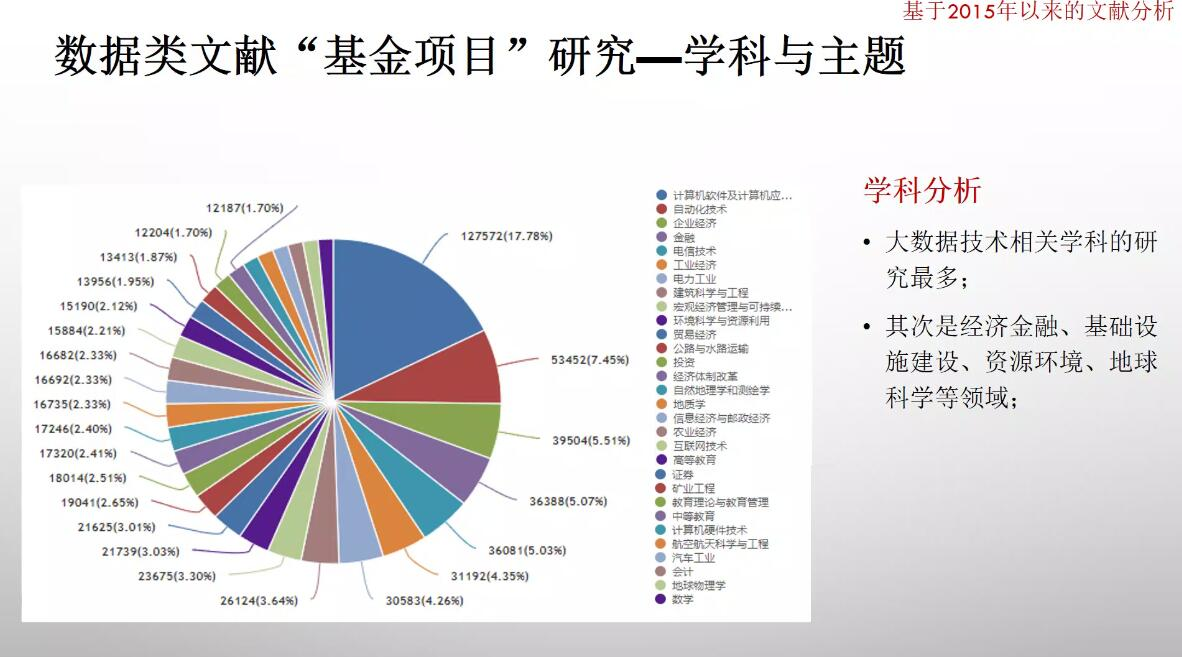 基于2015年以来的文献分析
数据类文献“基金项目”研究—学科与主题
127572(17.78%)
53452(7.45%)
39504(5.51%)
36388(5.07%)
36081(5.03%)
31192(4.35%)
30583(4.26%)
26124(3.64%)
23675(3.30%)
21739(3.03%)
21625(3.01%)
19041(2.65%)
18014(2.51%)
17320(2.41%)
17246(2.40%)
16735(2.33%)
16692(2.33%)
16682(2.33%)
15884(2.21%)
15190(2.12%)
13956(1.95%)
13413(1.87%)
12204(1.70%)
12187(1.70%)
计算机软件及计算机应...
自动化技术
企业经济
金融
电信技术
工业经济
电力工业
建筑科学与工程
宏观经济管理与可持续...
环境科学与资源利用
贸易经济
公路与水路运输
投资
经济体制改革
自然地理学和测绘学
地质学
信息经济与邮政经济
农业经济
互联网技术
高等教育
证券
矿业工程
教育理论与教育管理
中等教育
计算机硬件技术
航空航天科学与工程
汽车工业
会计
地球物理学
数学
学科分析
• 大数据技术相关学科的研
究最多；
• 其次是经济金融、基础设
施建设、资源环境、地球
科学等领域；